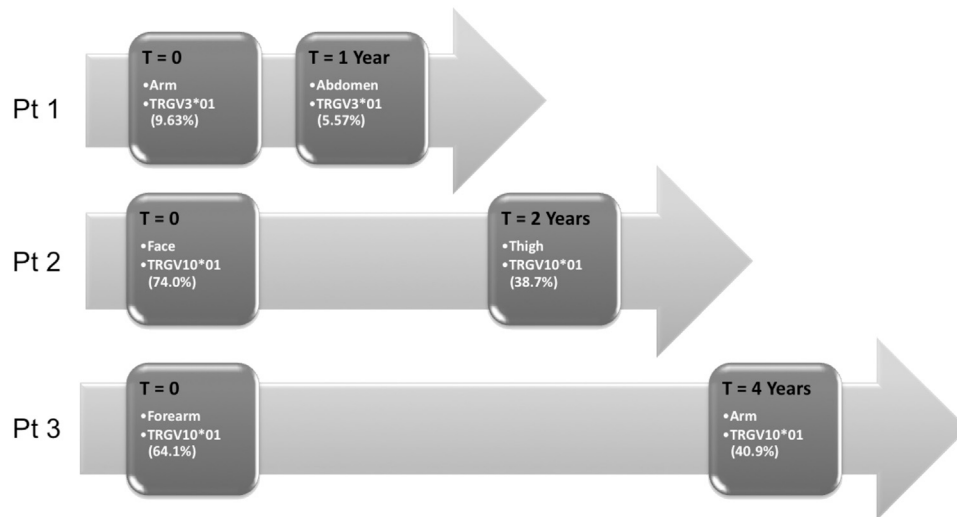 Pt 1
T = 0
•Arm
•TRGV3*01
(9.63%)
T = 1 Year
•Abdomen
•TRGV3*01
(5.57%)
Pt 2
T = 0
•Face
•TRGV10*01
(74.0%)
T = 2 Years
•Thigh
•TRGV10*01
(38.7%)
Pt 3
T = 0
•Forearm
•TRGV10*01
(64.1%)
T = 4 Years
•Arm
•TRGV10*01
(40.9%)